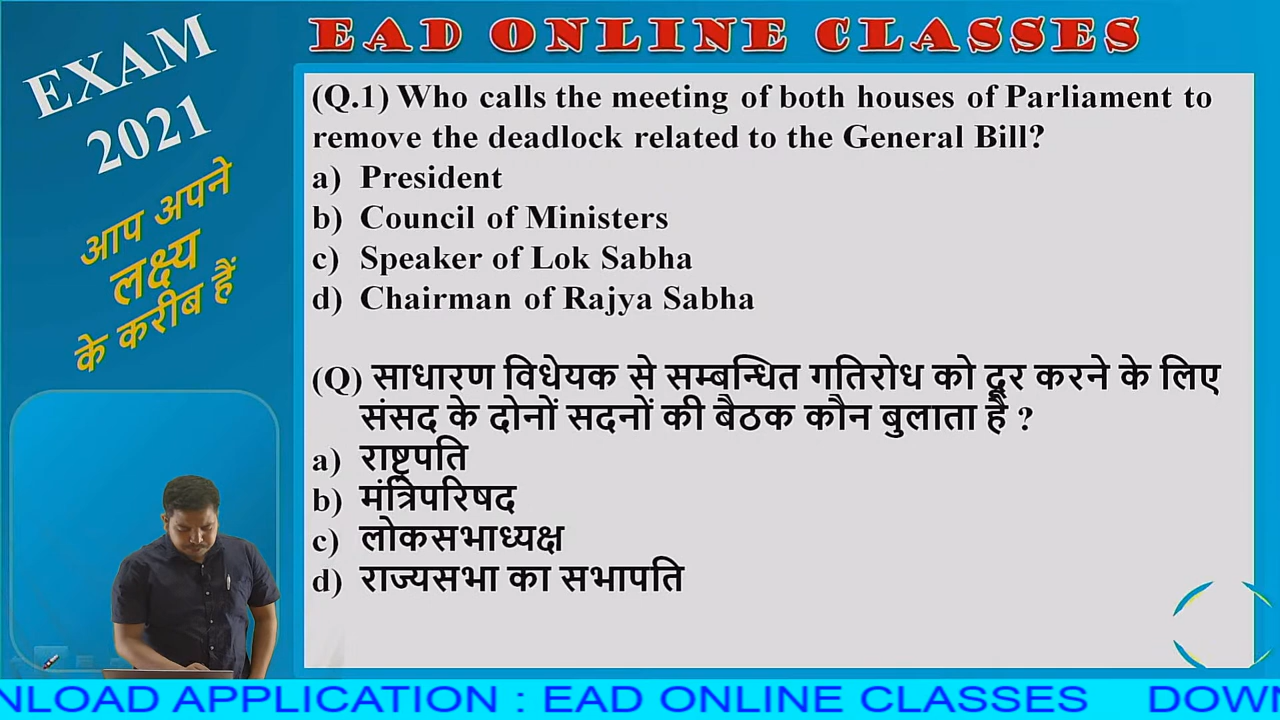 EAD ONLINE CLASSES
EXAM
2021
आप अपने
लक्ष्य
के करीब हैं
(Q.1) Who calls the meeting of both houses of Parliament to
remove the deadlock related to the General Bill?
a) President
b) Council of Ministers
c) Speaker of Lok Sabha
d) Chairman of Rajya Sabha
(Q) साधारण विधेयक से सम्बन्धित गतिरोध को दूर करने के लिए
संसद के दोनों सदनों की बैठक कौन बुलाता है ?
a) राष्ट्रपति
b) मंत्रिपरिषद
c) लोकसभाध्यक्ष
d) राज्यसभा का सभापति
NLOAD APPLICATION : EAD ONLINE CLASSES DOWN